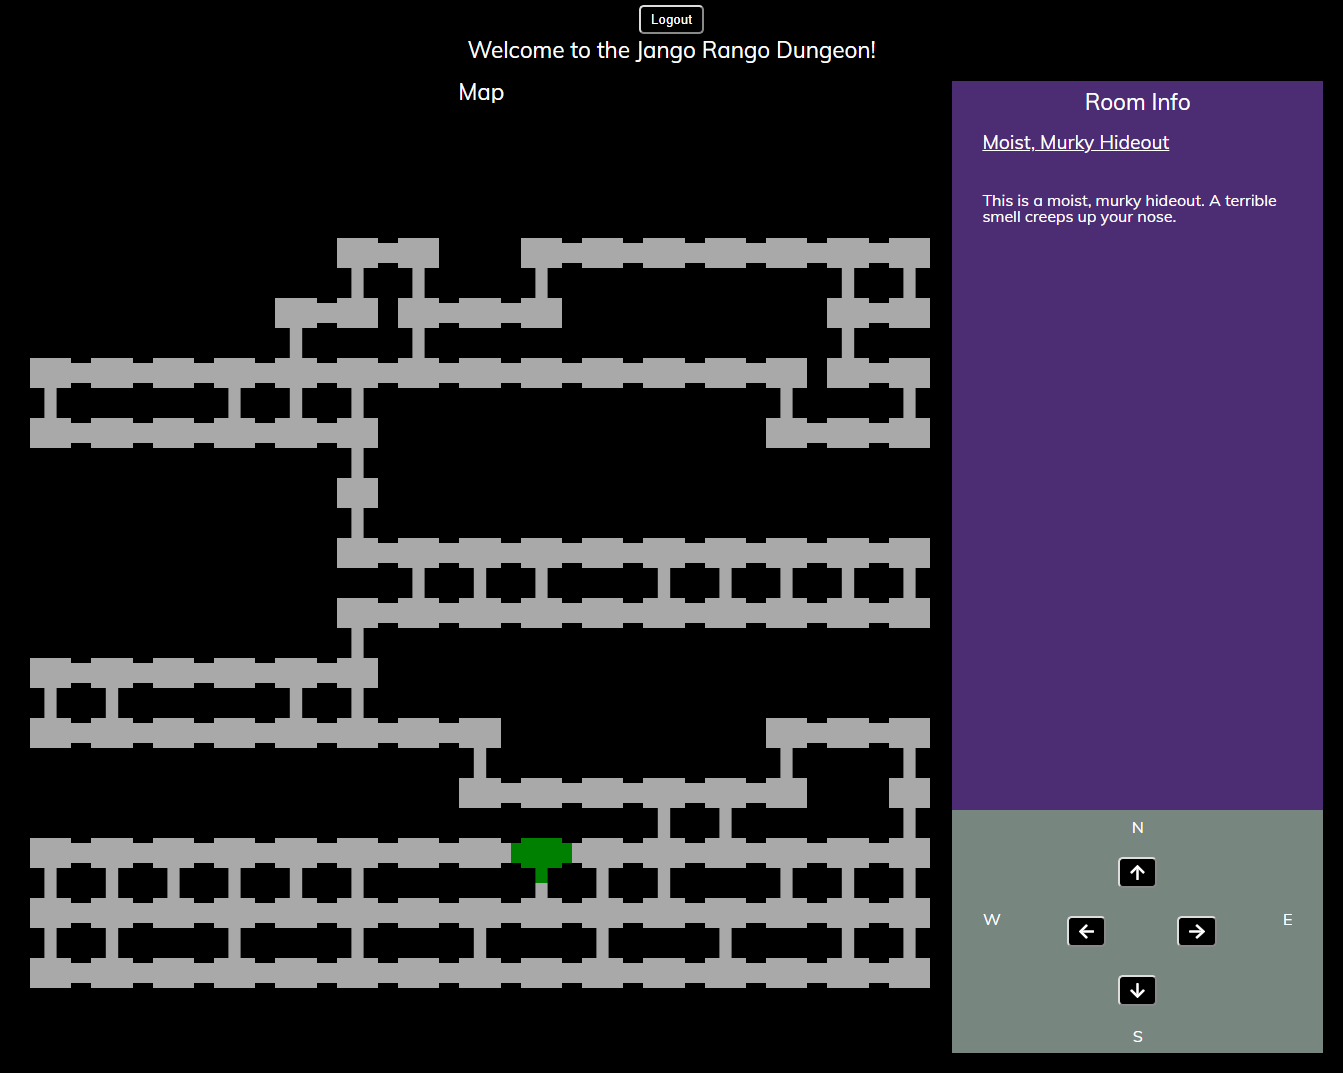 Logout
Welcome to the Jango Rango Dungeon!
Map
Room Info
Moist, Murky Hideout
This is a moist, murky hideout. A terrible
smell creeps up your nose.
N
W
E
S